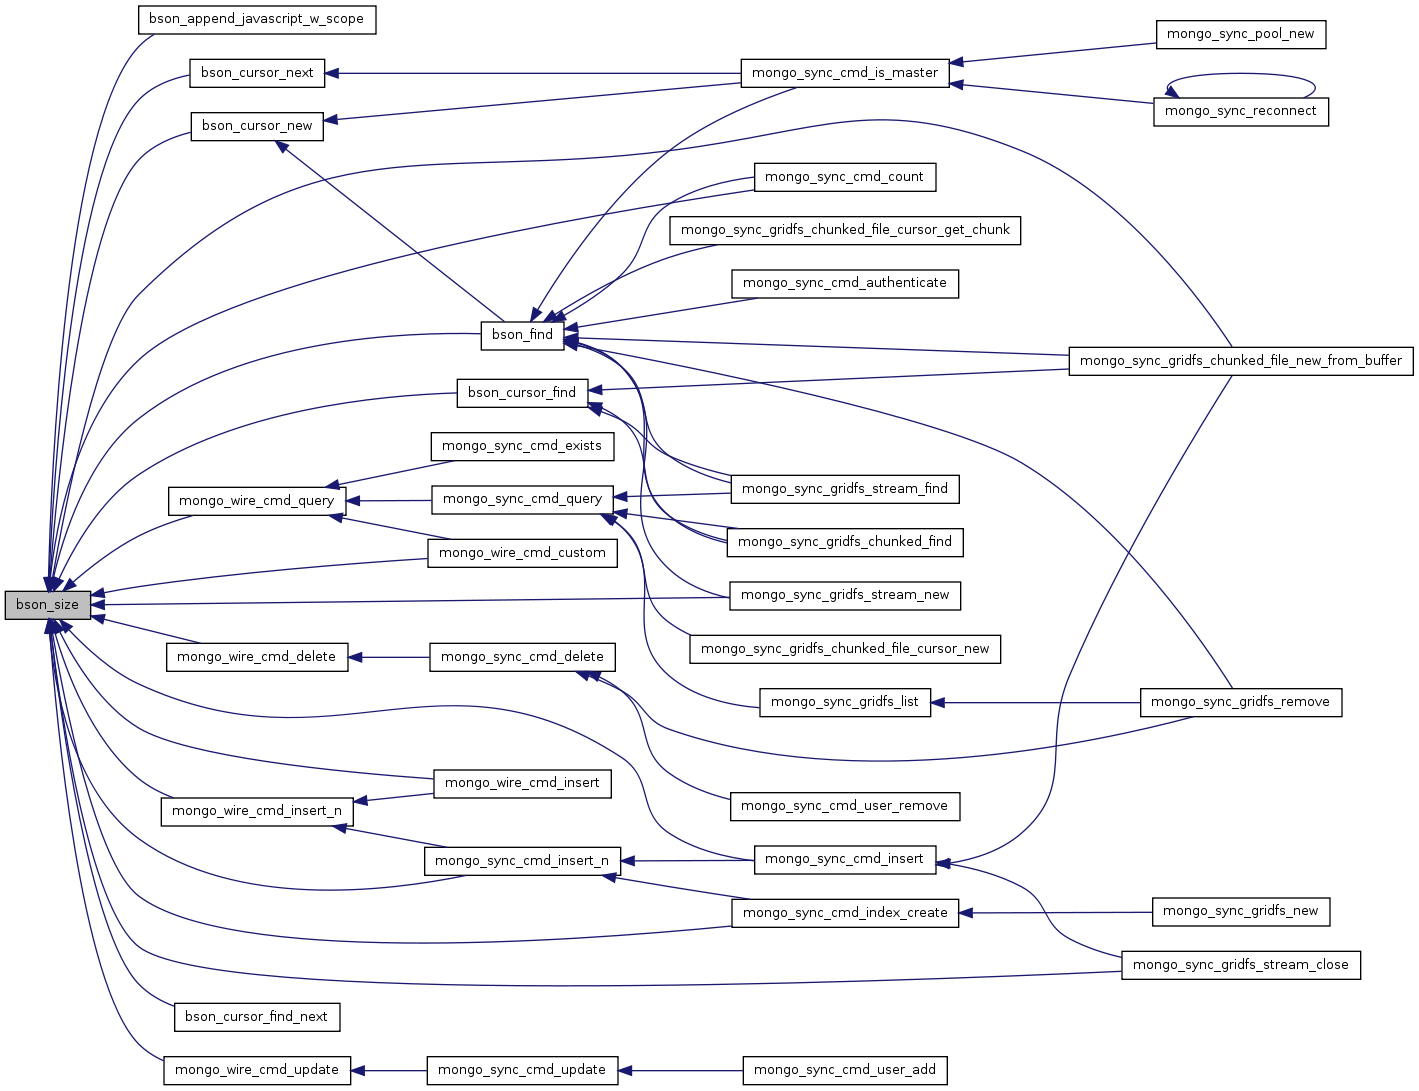 bson_append_javascript_w_scope
mongo_sync_pool_new
bson_cursor_next
mongo_sync_cmd_is_master
mongo_sync_reconnect
bson_cursor_new
mongo_sync_cmd_count
mongo_sync_gridfs_chunked_file_cursor_get_chunk
mongo_sync_cmd_authenticate
bson_find
mongo_sync_gridfs_chunked_file_new_from_buffer
bson_cursor_find
mongo_sync_cmd_exists
mongo_sync_gridfs_stream_find
mongo_wire_cmd_query
mongo_sync_cmd_query
mongo_sync_gridfs_chunked_find
mongo_wire_cmd_custom
mongo_sync_gridfs_stream_new
bson_size
mongo_sync_gridfs_chunked_file_cursor_new
mongo_wire_cmd_delete
mongo_sync_cmd_delete
mongo_sync_gridfs_list
mongo_sync_gridfs_remove
mongo_wire_cmd_insert
mongo_sync_cmd_user_remove
mongo_wire_cmd_insert_n
mongo_sync_cmd_insert_n
mongo_sync_cmd_insert
mongo_sync_cmd_index_create
mongo_sync_gridfs_new
mongo_sync_gridfs_stream_close
bson_cursor_find_next
mongo_wire_cmd_update
mongo_sync_cmd_update
mongo_sync_cmd_user_add